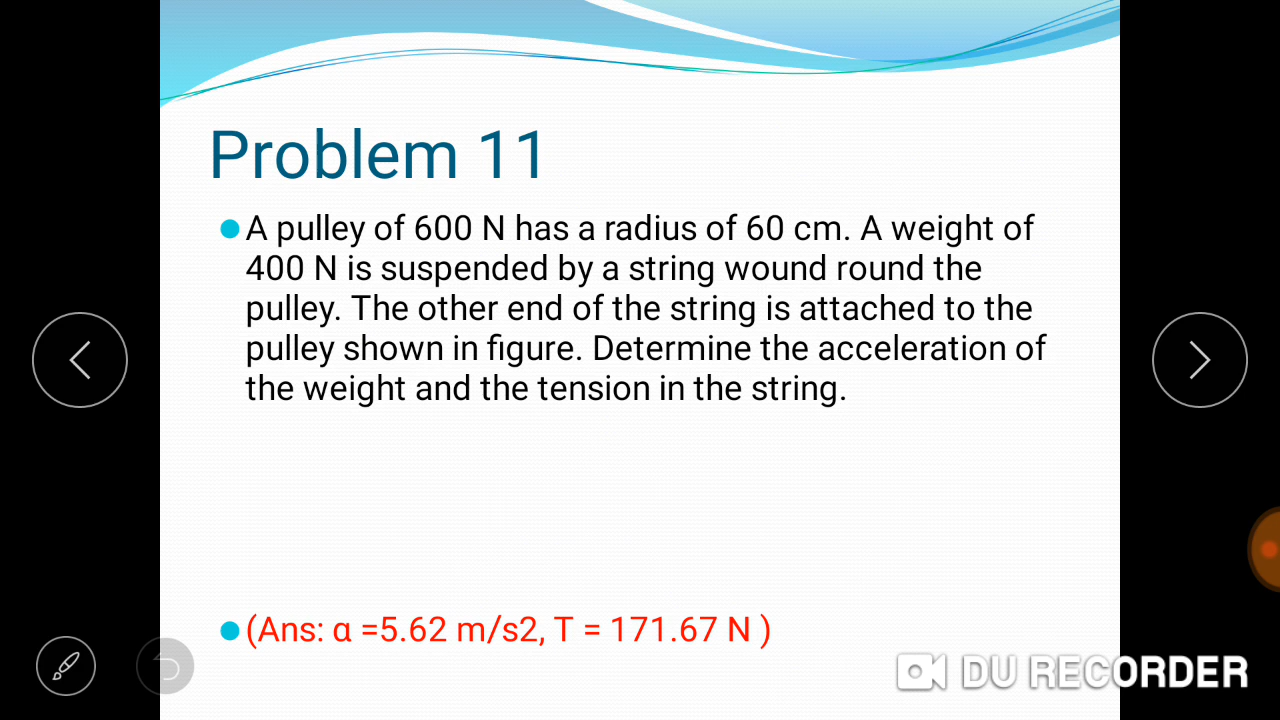 Problem 11
A pulley of 600 N has a radius of 60 cm. A weight of
400 N is suspended by a string wound round the
pulley. The other end of the string is attached to the
pulley shown in figure. Determine the acceleration of
the weight and the tension in the string.
(Ans: α =5.62 m/s2, T = 171.67 N )
DU RECORDER